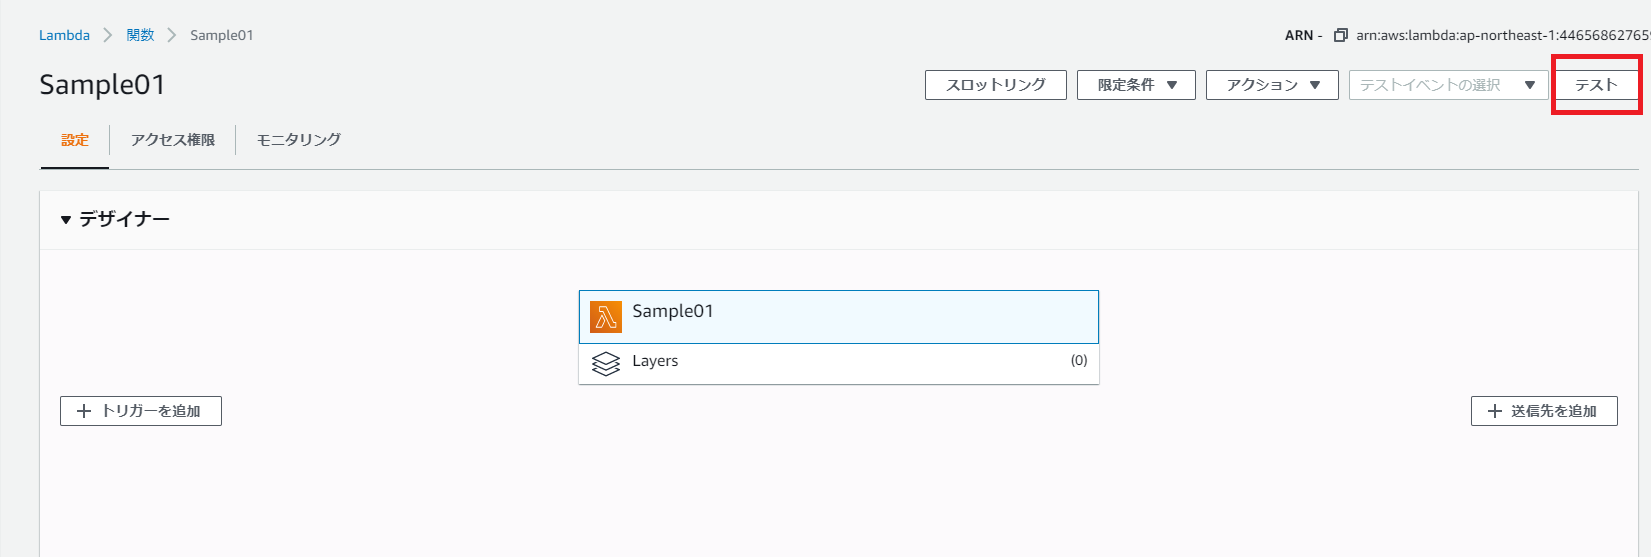 Lambda > 関数 > Sample01
ARN - arn:aws:lambda:ap-northeast-1:446568627659
Sample01
スロットリング 限定条件 アクション テストイベントの選択 テスト
設定 アクセス権限 モニタリング
デザイナー
Sample01
Layers (0)
+ トリガーを追加
+ 送信先を追加